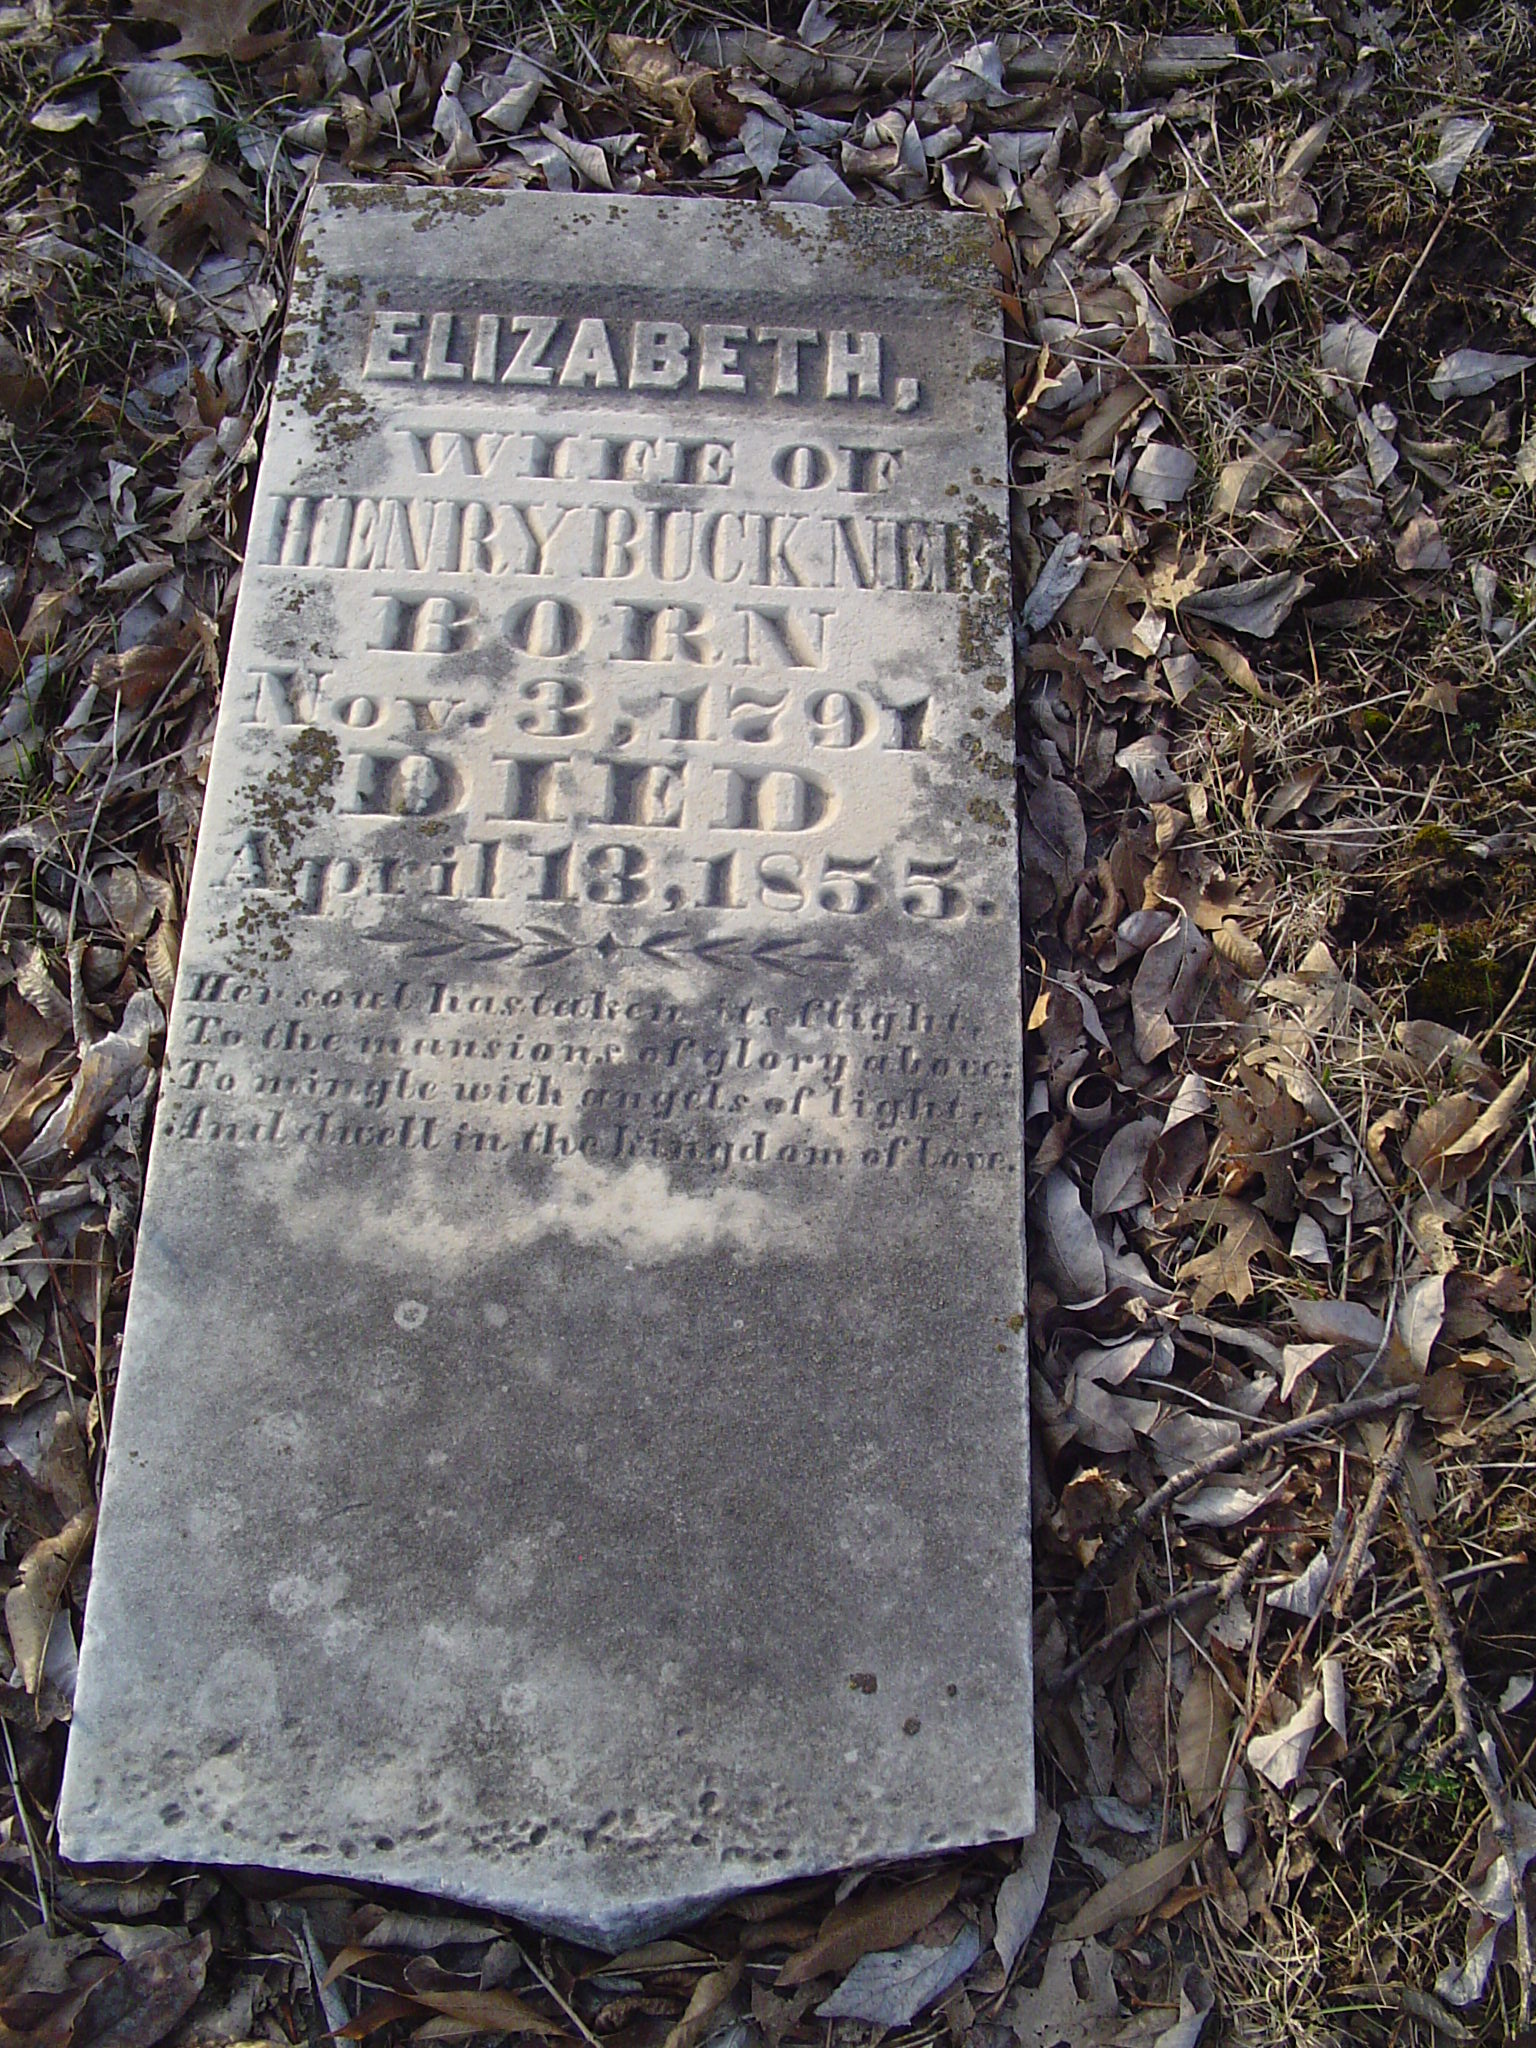 ELIZABETH,
WIFE OF
HENRY BUCKNER
BORN
Nov. 3, 1791
DIED
April 13, 1855.
Her soul has taken its flight,
To the mansions of glory above;
To mingle with angels of light,
And dwell in the kingdom of love.